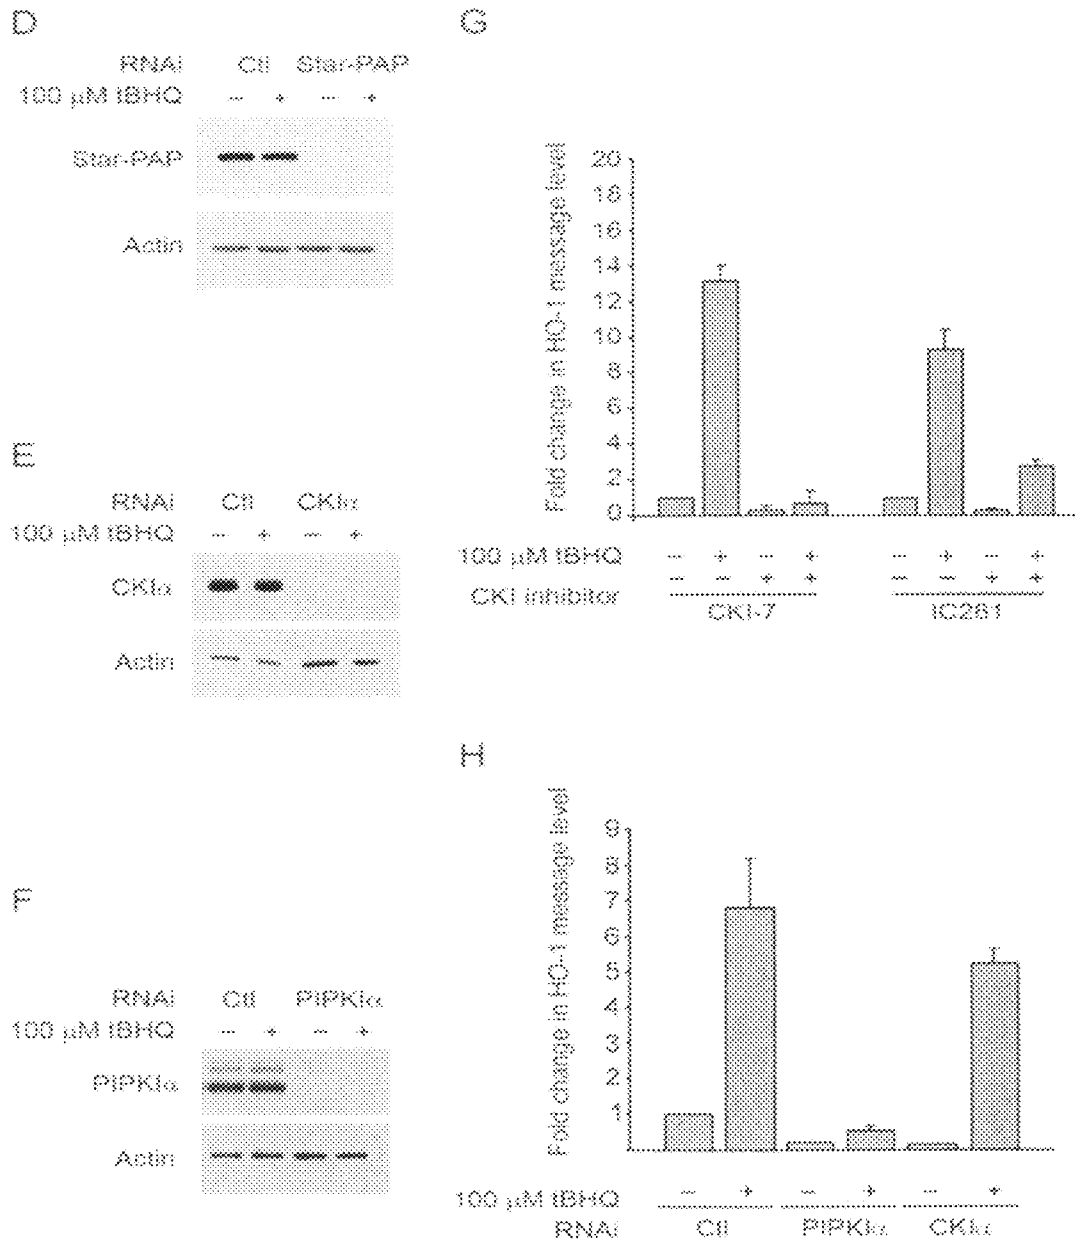 D
RNAi Ctl Star-PAP
100 µM tBHQ – + – +
Star-PAP
Actin
E
RNAi Ctl CKIα
100 µM tBHQ – + – +
CKIα
Actin
F
RNAi Ctl PIPKIα
100 µM tBHQ – + – +
PIPKIα
Actin
G
Fold change in HO-1 message level
20
18
16
14
12
10
8
6
4
2
0
100 µM tBHQ – + – + – + – +
CKI inhibitor – – + + – – + +
CKI-7 IC261
H
Fold change in HO-1 message level
9
8
7
6
5
4
3
2
1
100 µM tBHQ – + – + – +
RNAi Ctl PIPKIα CKIα